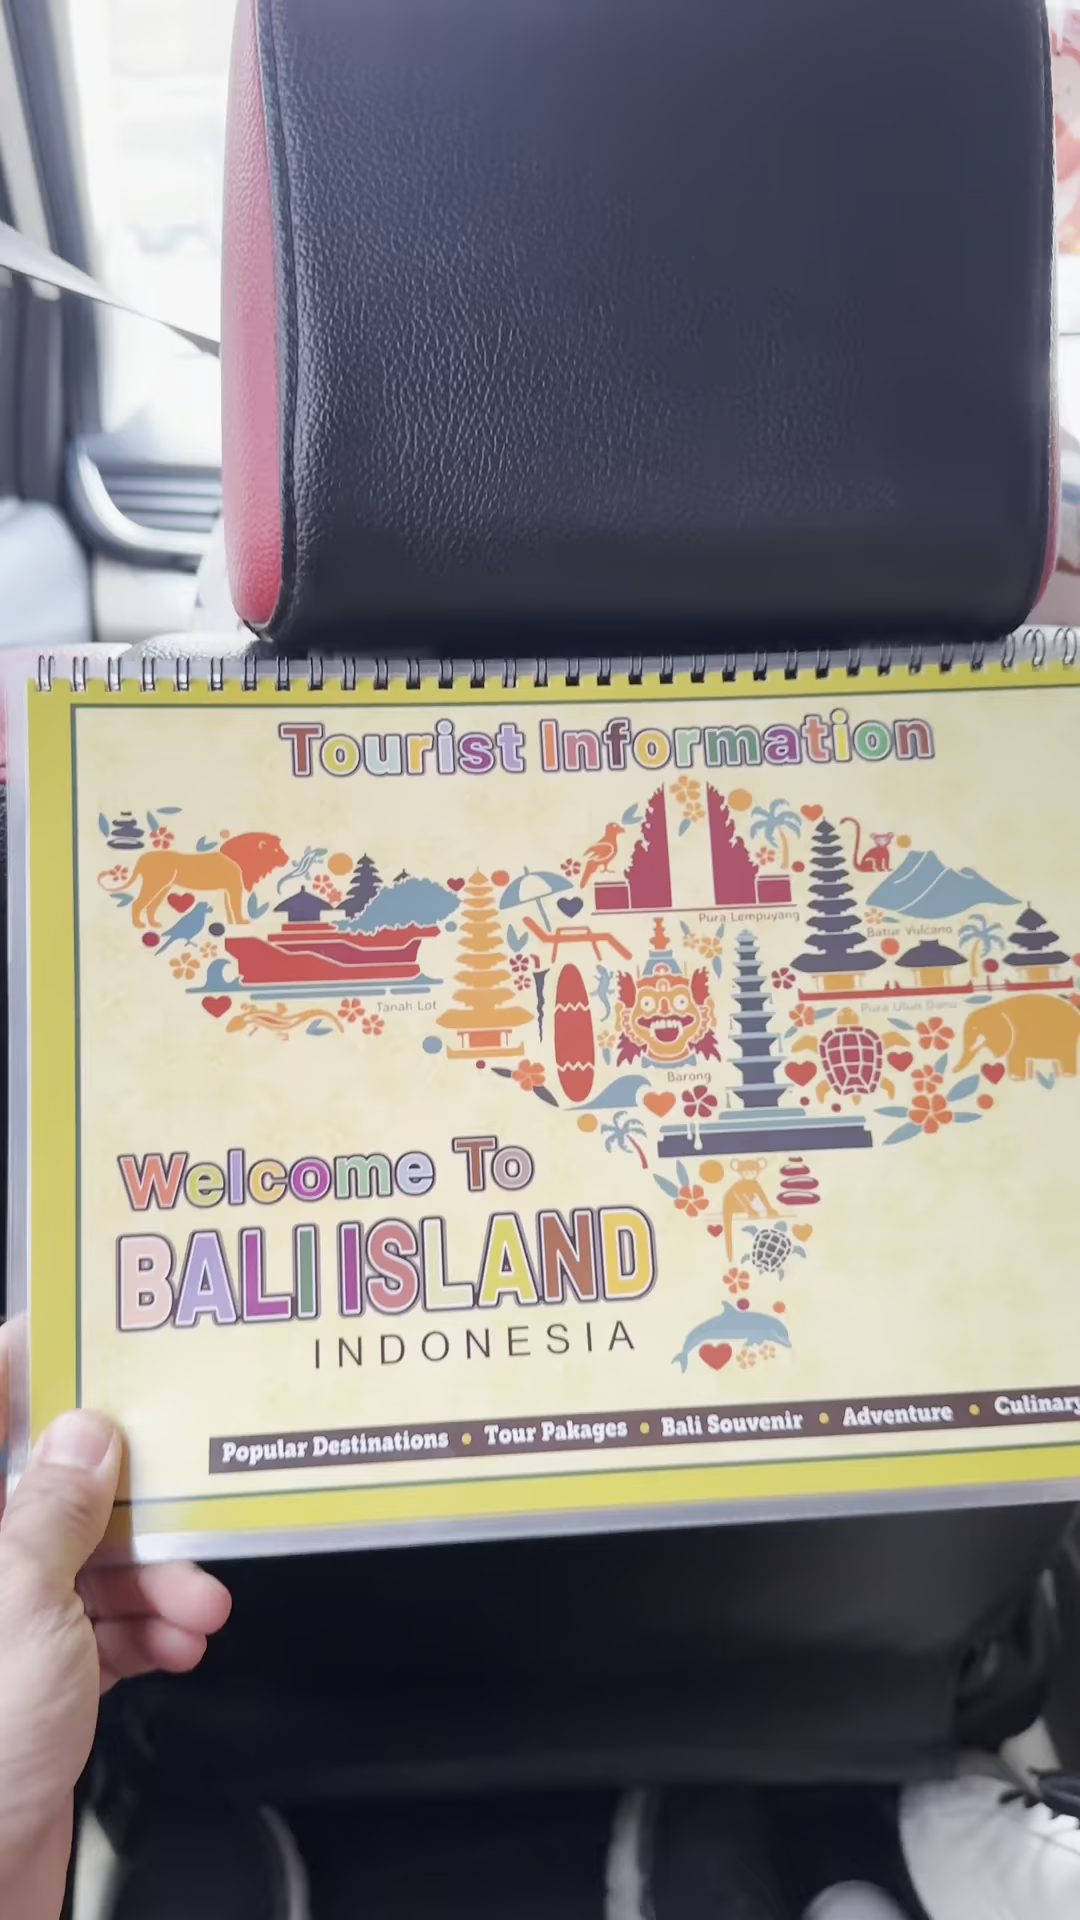 Tourist Information
Pura Lempuyang
Batur Vulcano
Tanah Lot
Pura Ulun Danu
Barong
Welcome To
BALI ISLAND
INDONESIA
Popular Destinations • Tour Pakages • Bali Souvenir • Adventure • Culinary